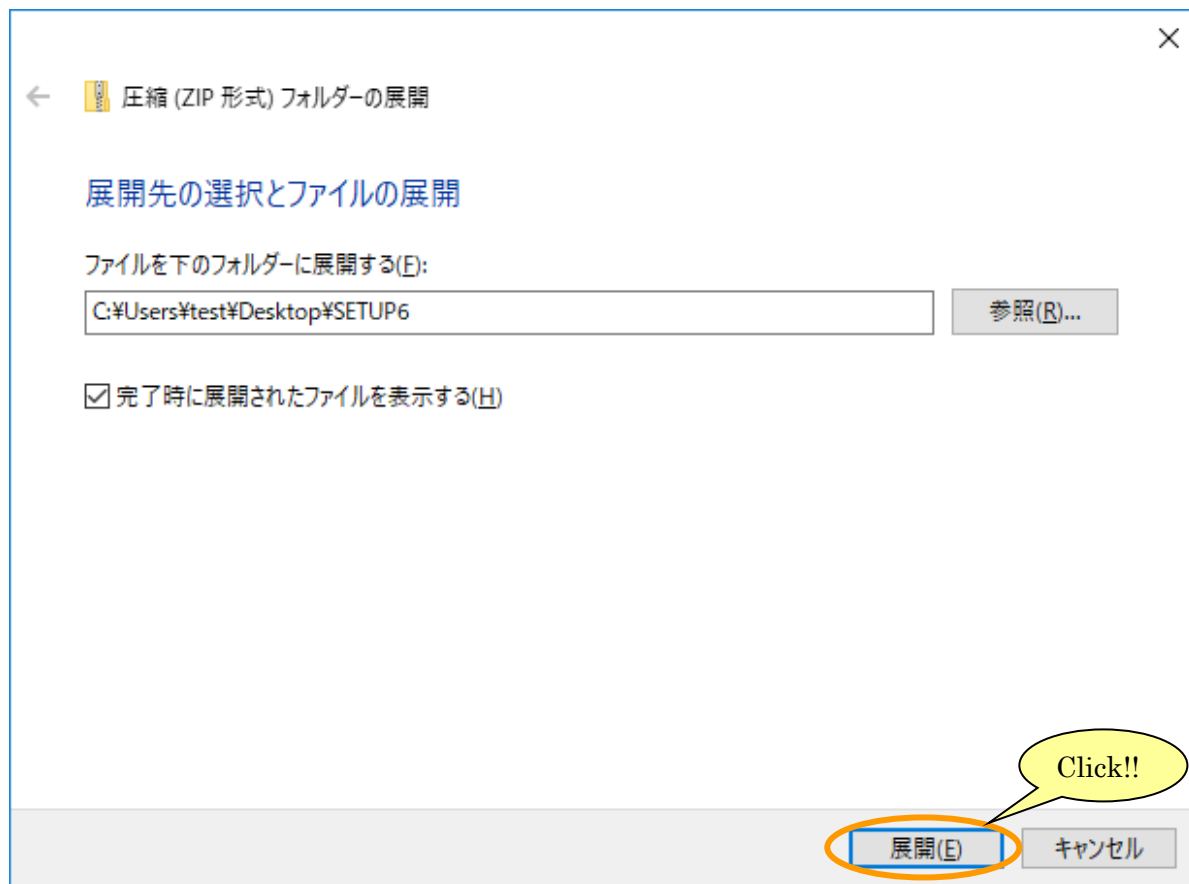 圧縮 (ZIP 形式) フォルダーの展開
展開先の選択とファイルの展開
ファイルを下のフォルダーに展開する(F):
C:¥Users¥test¥Desktop¥SETUP6
参照(R)...
完了時に展開されたファイルを表示する(H)
Click!!
展開(E)
キャンセル